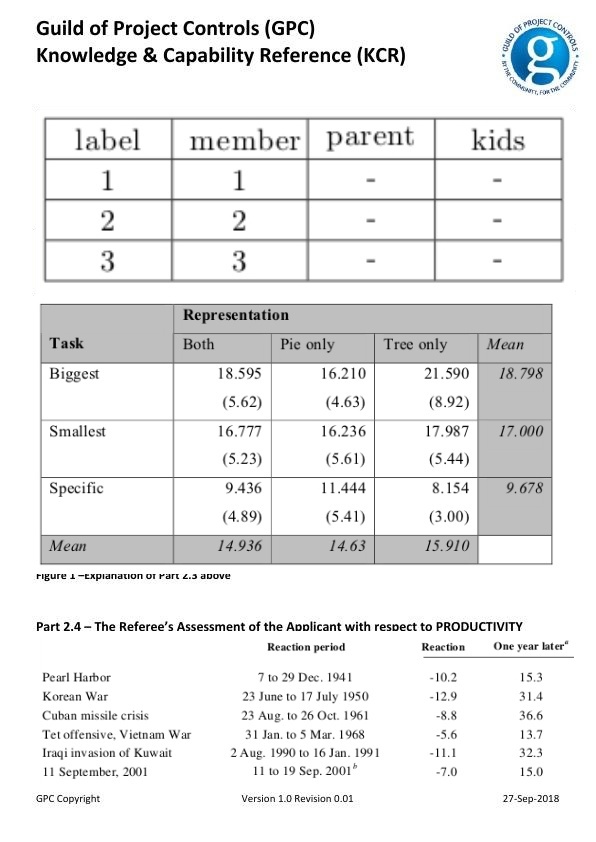 Guild of Project Controls (GPC)
Knowledge & Capability Reference (KCR)
GUILD OF PROJECT CONTROLS
g
BY THE COMMUNITY, FOR THE COMMUNITY
label member parent kids
1 1 - -
2 2 - -
3 3 - -
Representation
Task Both Pie only Tree only Mean
Biggest 18.595 16.210 21.590 18.798
(5.62) (4.63) (8.92)
Smallest 16.777 16.236 17.987 17.000
(5.23) (5.61) (5.44)
Specific 9.436 11.444 8.154 9.678
(4.89) (5.41) (3.00)
Mean 14.936 14.63 15.910
Figure 1 –Explanation of Part 2.3 above
Part 2.4 – The Referee’s Assessment of the Applicant with respect to PRODUCTIVITY
Reaction period Reaction One year later a
Pearl Harbor 7 to 29 Dec. 1941 -10.2 15.3
Korean War 23 June to 17 July 1950 -12.9 31.4
Cuban missile crisis 23 Aug. to 26 Oct. 1961 -8.8 36.6
Tet offensive, Vietnam War 31 Jan. to 5 Mar. 1968 -5.6 13.7
Iraqi invasion of Kuwait 2 Aug. 1990 to 16 Jan. 1991 -11.1 32.3
11 September, 2001 11 to 19 Sep. 2001 b -7.0 15.0
GPC Copyright Version 1.0 Revision 0.01 27-Sep-2018